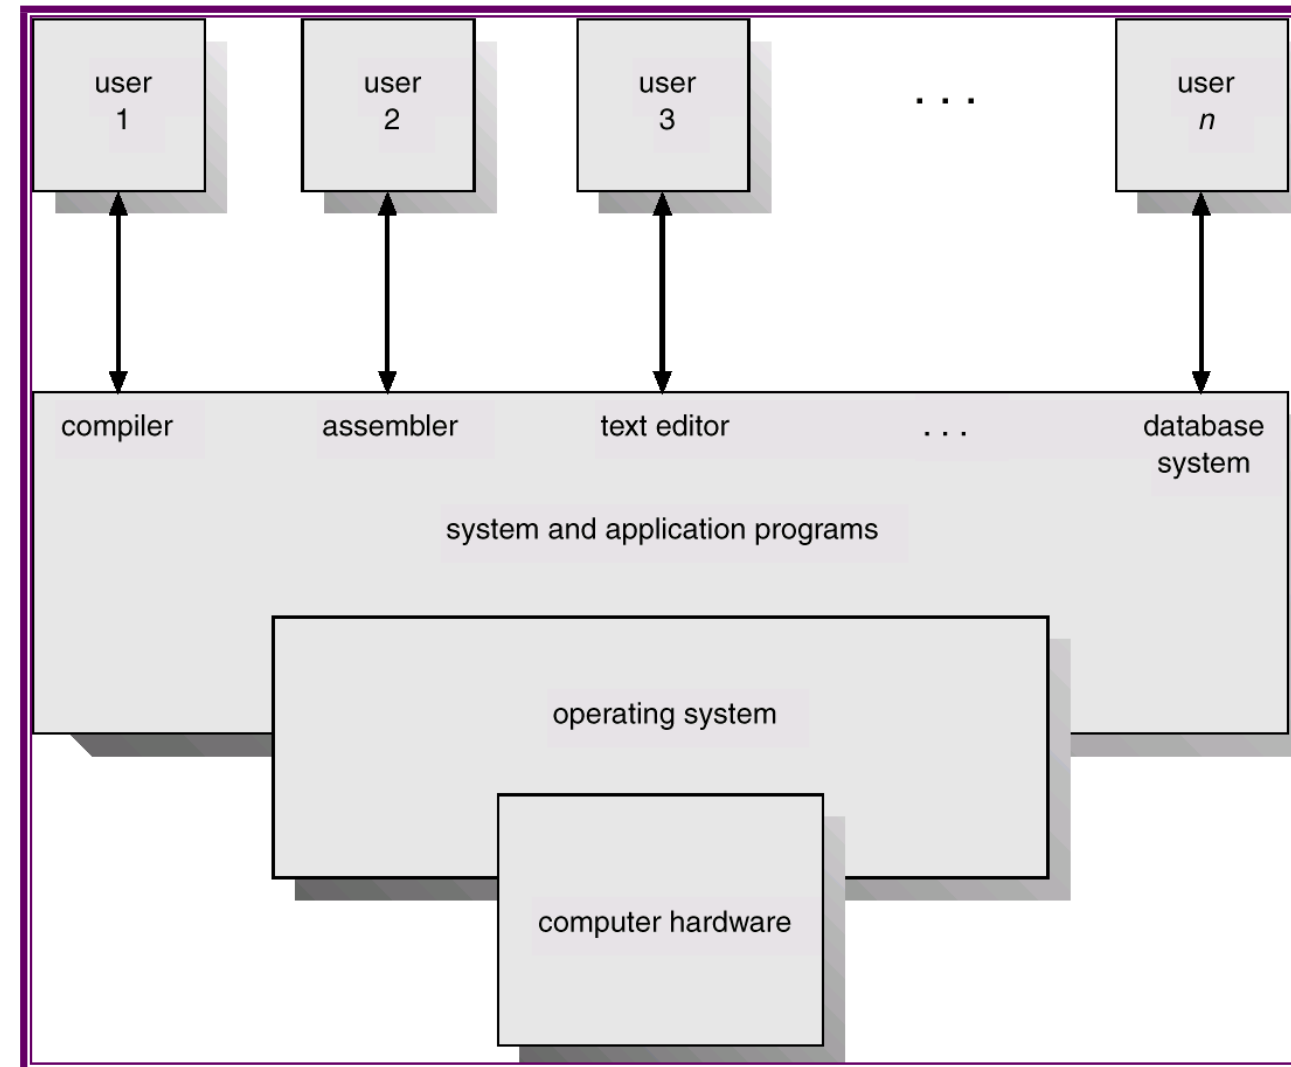 user
1
user
2
user
3
. . .
user
n
compiler
assembler
text editor
. . .
database
system
system and application programs
operating system
computer hardware